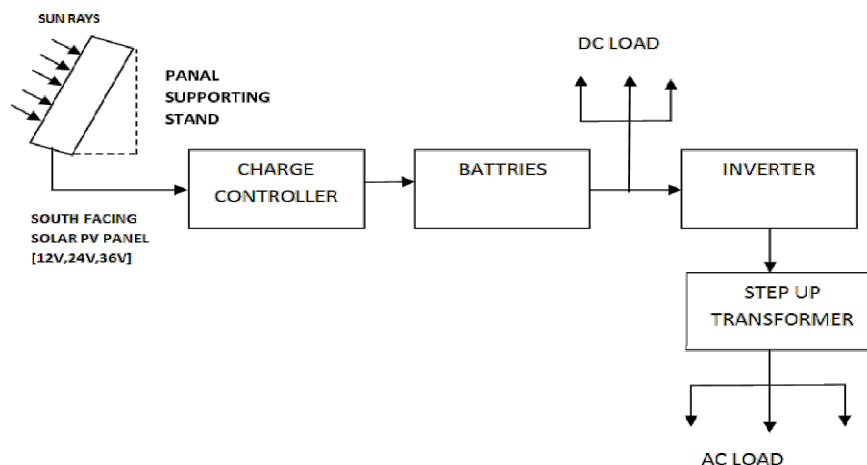 SUN RAYS
PANAL
SUPPORTING
STAND
DC LOAD
CHARGE
CONTROLLER
BATTRIES
INVERTER
SOUTH FACING
SOLAR PV PANEL
[12V,24V,36V]
STEP UP
TRANSFORMER
AC LOAD